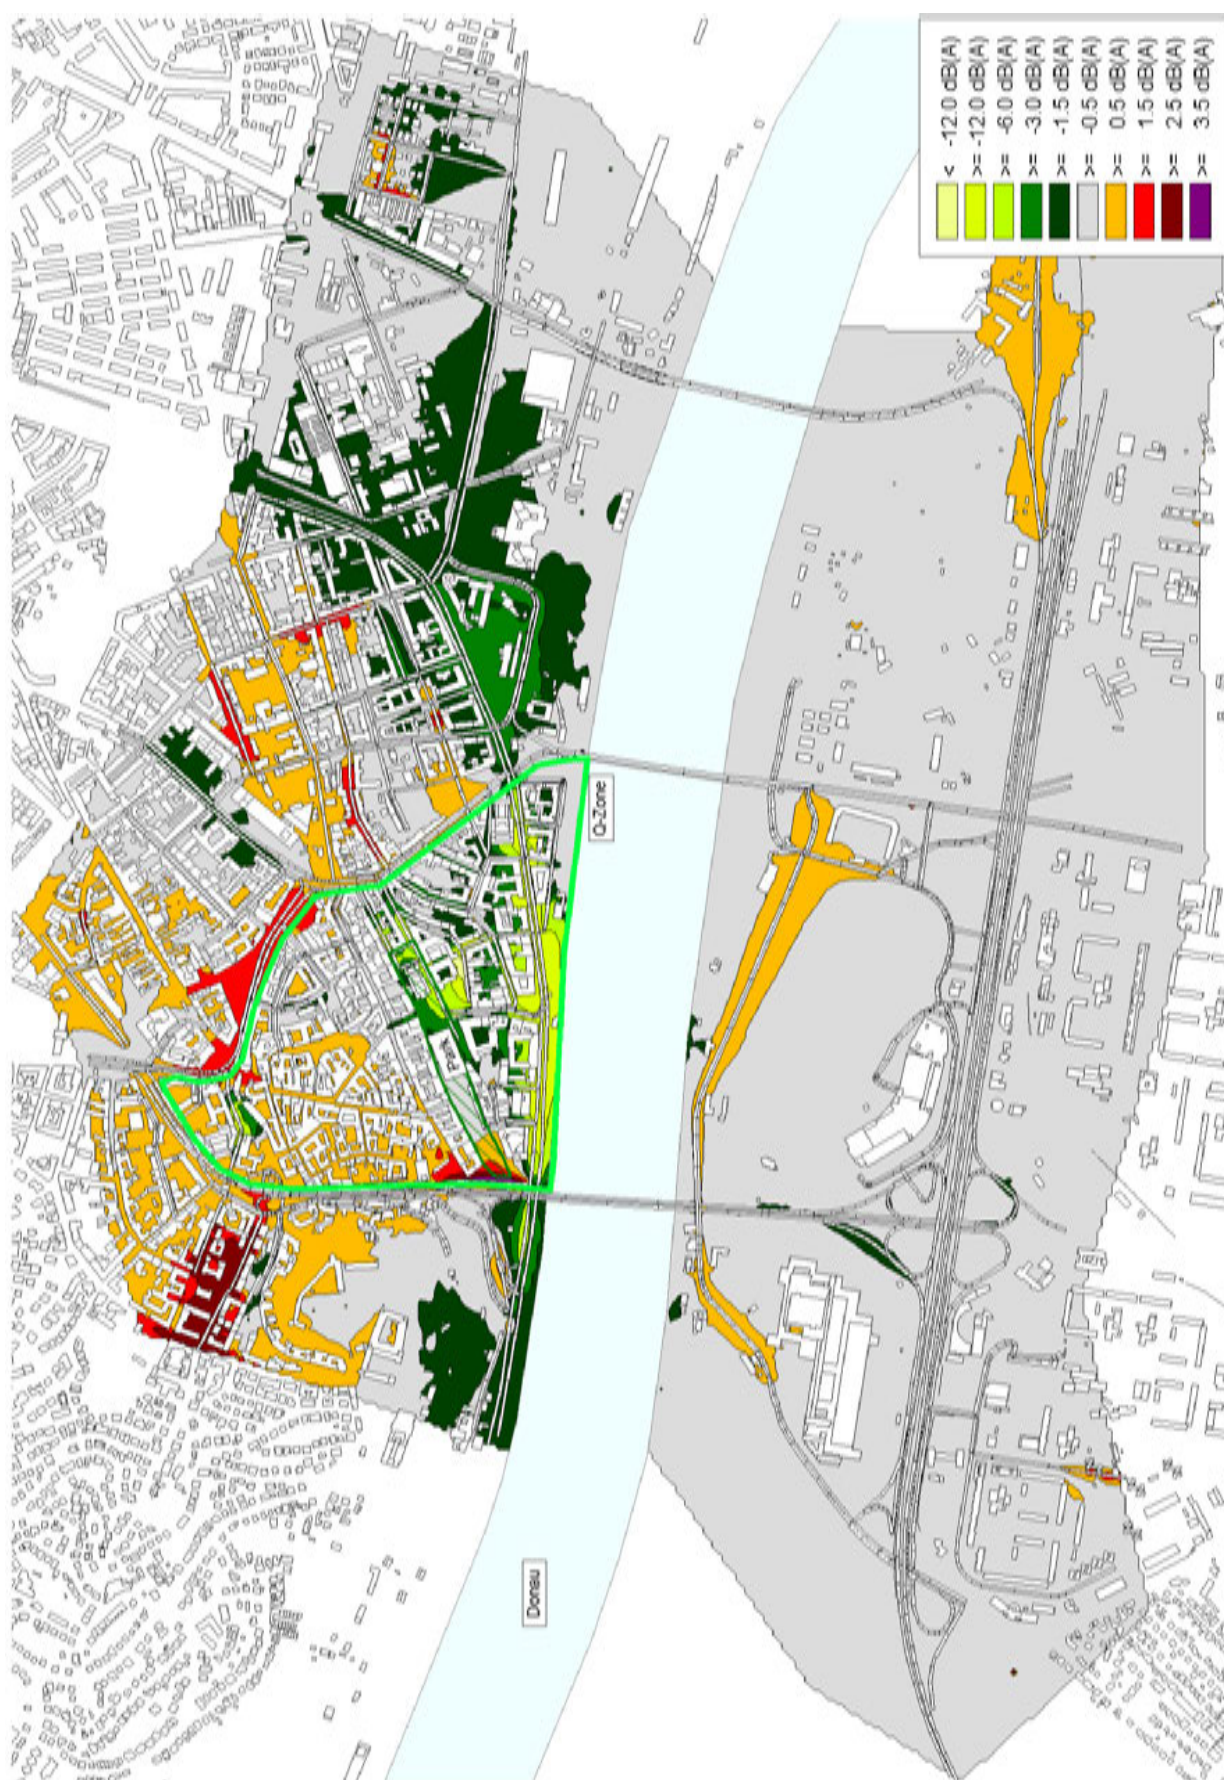 < -12.0 dB(A)
>= -12.0 dB(A)
>= -6.0 dB(A)
>= -3.0 dB(A)
>= -1.5 dB(A)
>= -0.5 dB(A)
>= 0.5 dB(A)
>= 1.5 dB(A)
>= 2.5 dB(A)
>= 3.5 dB(A)
Q-Zone
Park
Donau